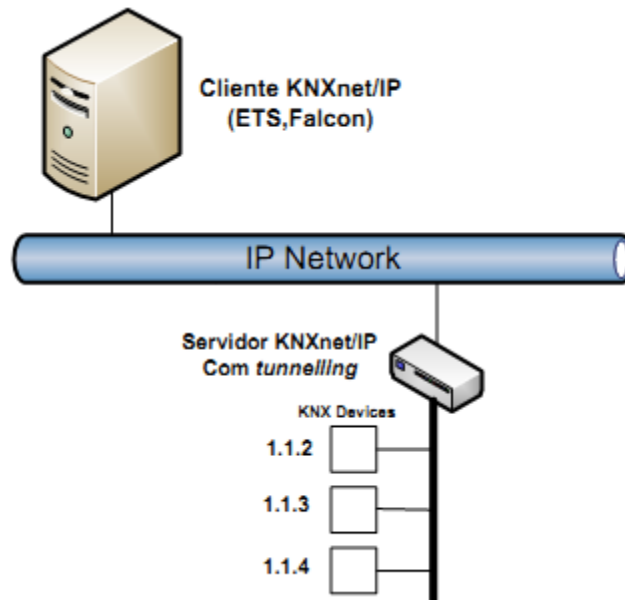 Cliente KNXnet/IP
(ETS,Falcon)
IP Network
Servidor KNXnet/IP
Com tunnelling
KNX Devices
1.1.2
1.1.3
1.1.4